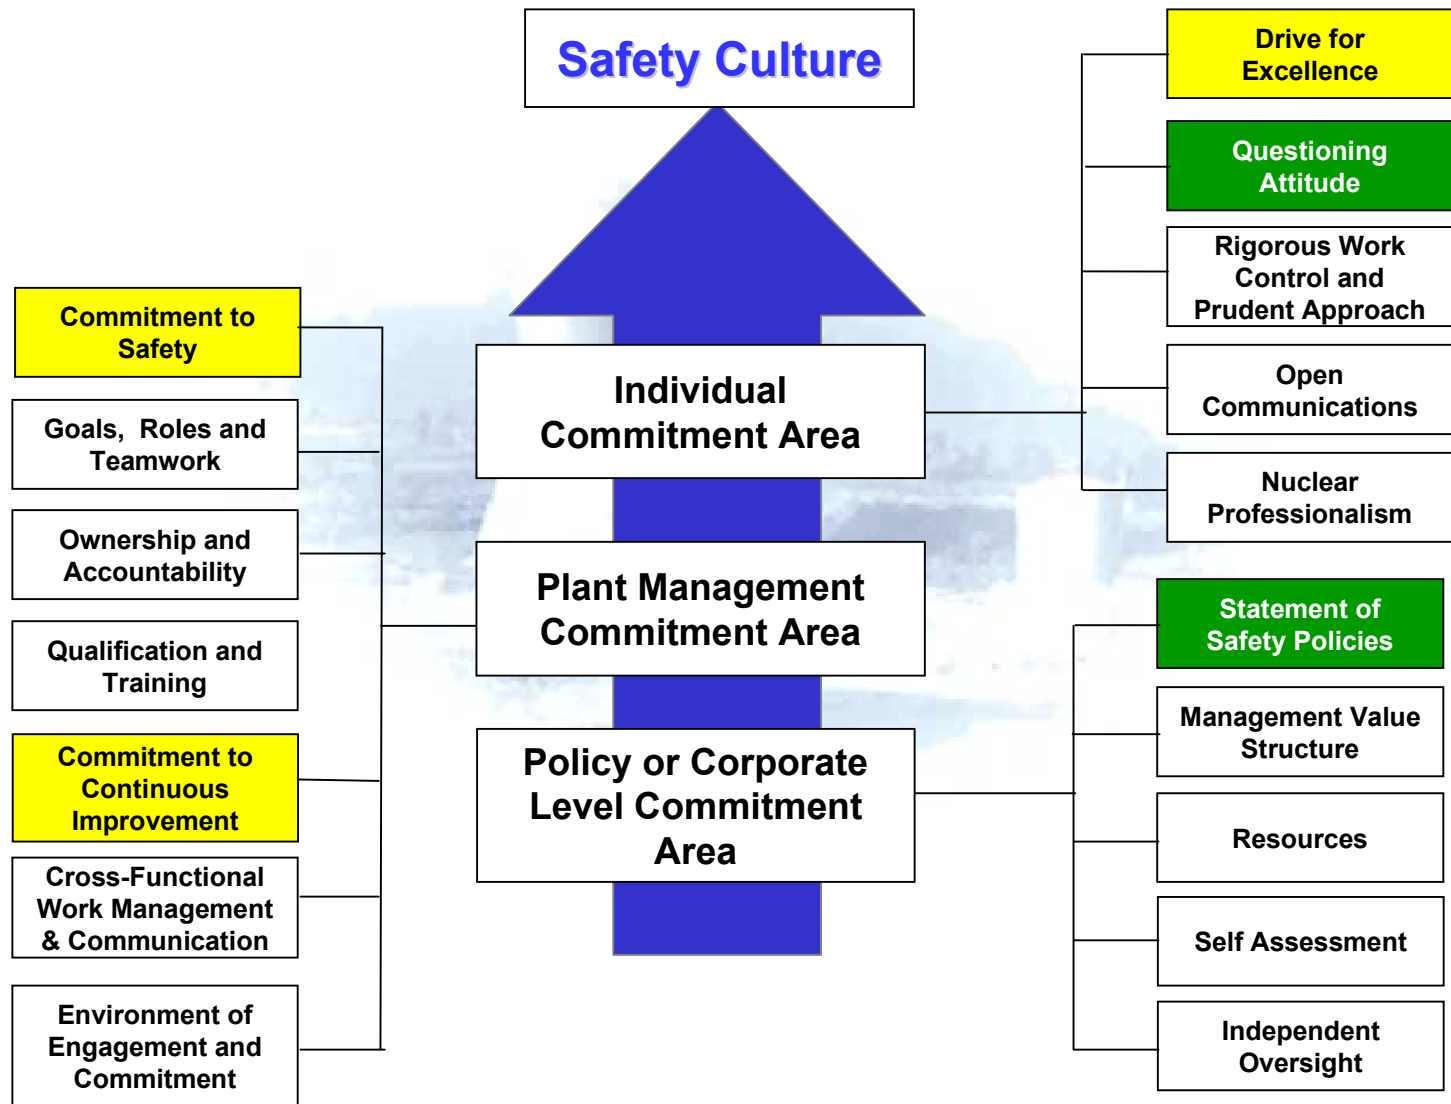 Safety Culture
Individual
Commitment Area
Plant Management
Commitment Area
Policy or Corporate
Level Commitment
Area
Commitment to
Safety
Goals, Roles and
Teamwork
Ownership and
Accountability
Qualification and
Training
Commitment to
Continuous
Improvement
Cross-Functional
Work Management
& Communication
Environment of
Engagement and
Commitment
Drive for
Excellence
Questioning
Attitude
Rigorous Work
Control and
Prudent Approach
Open
Communications
Nuclear
Professionalism
Statement of
Safety Policies
Management Value
Structure
Resources
Self Assessment
Independent
Oversight